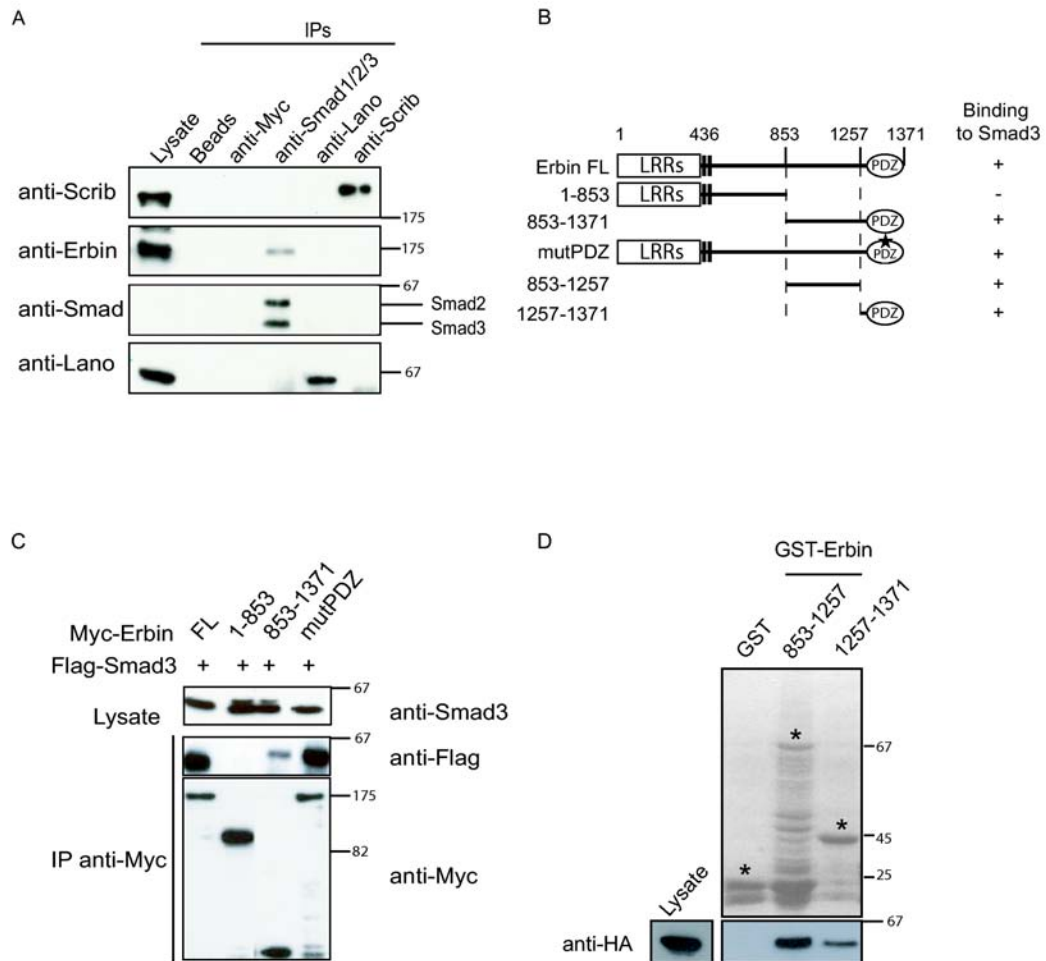 A
IPs
Lysate
Beads
anti-Myc
anti-Smad1/2/3
anti-Lano
anti-Scrib
anti-Scrib
175
anti-Erbin
175
anti-Smad
67
Smad2
Smad3
anti-Lano
67
B
Binding
to Smad3
1 436 853 1257 1371
Erbin FL LRRs PDZ +
1-853 LRRs -
853-1371 PDZ +
mutPDZ LRRs PDZ +
853-1257 +
1257-1371 PDZ +
C
Myc-Erbin FL 1-853 853-1371 mutPDZ
Flag-Smad3 + + + +
Lysate 67 anti-Smad3
67 anti-Flag
IP anti-Myc 175 82 anti-Myc
D
GST-Erbin
GST 853-1257 1257-1371
*
*
*
67
45
25
Lysate
67
anti-HA